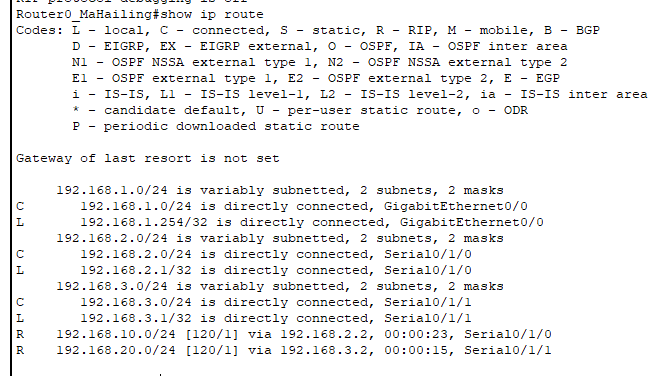 RIP protocol debugging is off
Router0_MaHailing#show ip route
Codes: L - local, C - connected, S - static, R - RIP, M - mobile, B - BGP
       D - EIGRP, EX - EIGRP external, O - OSPF, IA - OSPF inter area
       N1 - OSPF NSSA external type 1, N2 - OSPF NSSA external type 2
       E1 - OSPF external type 1, E2 - OSPF external type 2, E - EGP
       i - IS-IS, L1 - IS-IS level-1, L2 - IS-IS level-2, ia - IS-IS inter area
       * - candidate default, U - per-user static route, o - ODR
       P - periodic downloaded static route
Gateway of last resort is not set
     192.168.1.0/24 is variably subnetted, 2 subnets, 2 masks
C       192.168.1.0/24 is directly connected, GigabitEthernet0/0
L       192.168.1.254/32 is directly connected, GigabitEthernet0/0
     192.168.2.0/24 is variably subnetted, 2 subnets, 2 masks
C       192.168.2.0/24 is directly connected, Serial0/1/0
L       192.168.2.1/32 is directly connected, Serial0/1/0
     192.168.3.0/24 is variably subnetted, 2 subnets, 2 masks
C       192.168.3.0/24 is directly connected, Serial0/1/1
L       192.168.3.1/32 is directly connected, Serial0/1/1
R    192.168.10.0/24 [120/1] via 192.168.2.2, 00:00:23, Serial0/1/0
R    192.168.20.0/24 [120/1] via 192.168.3.2, 00:00:15, Serial0/1/1